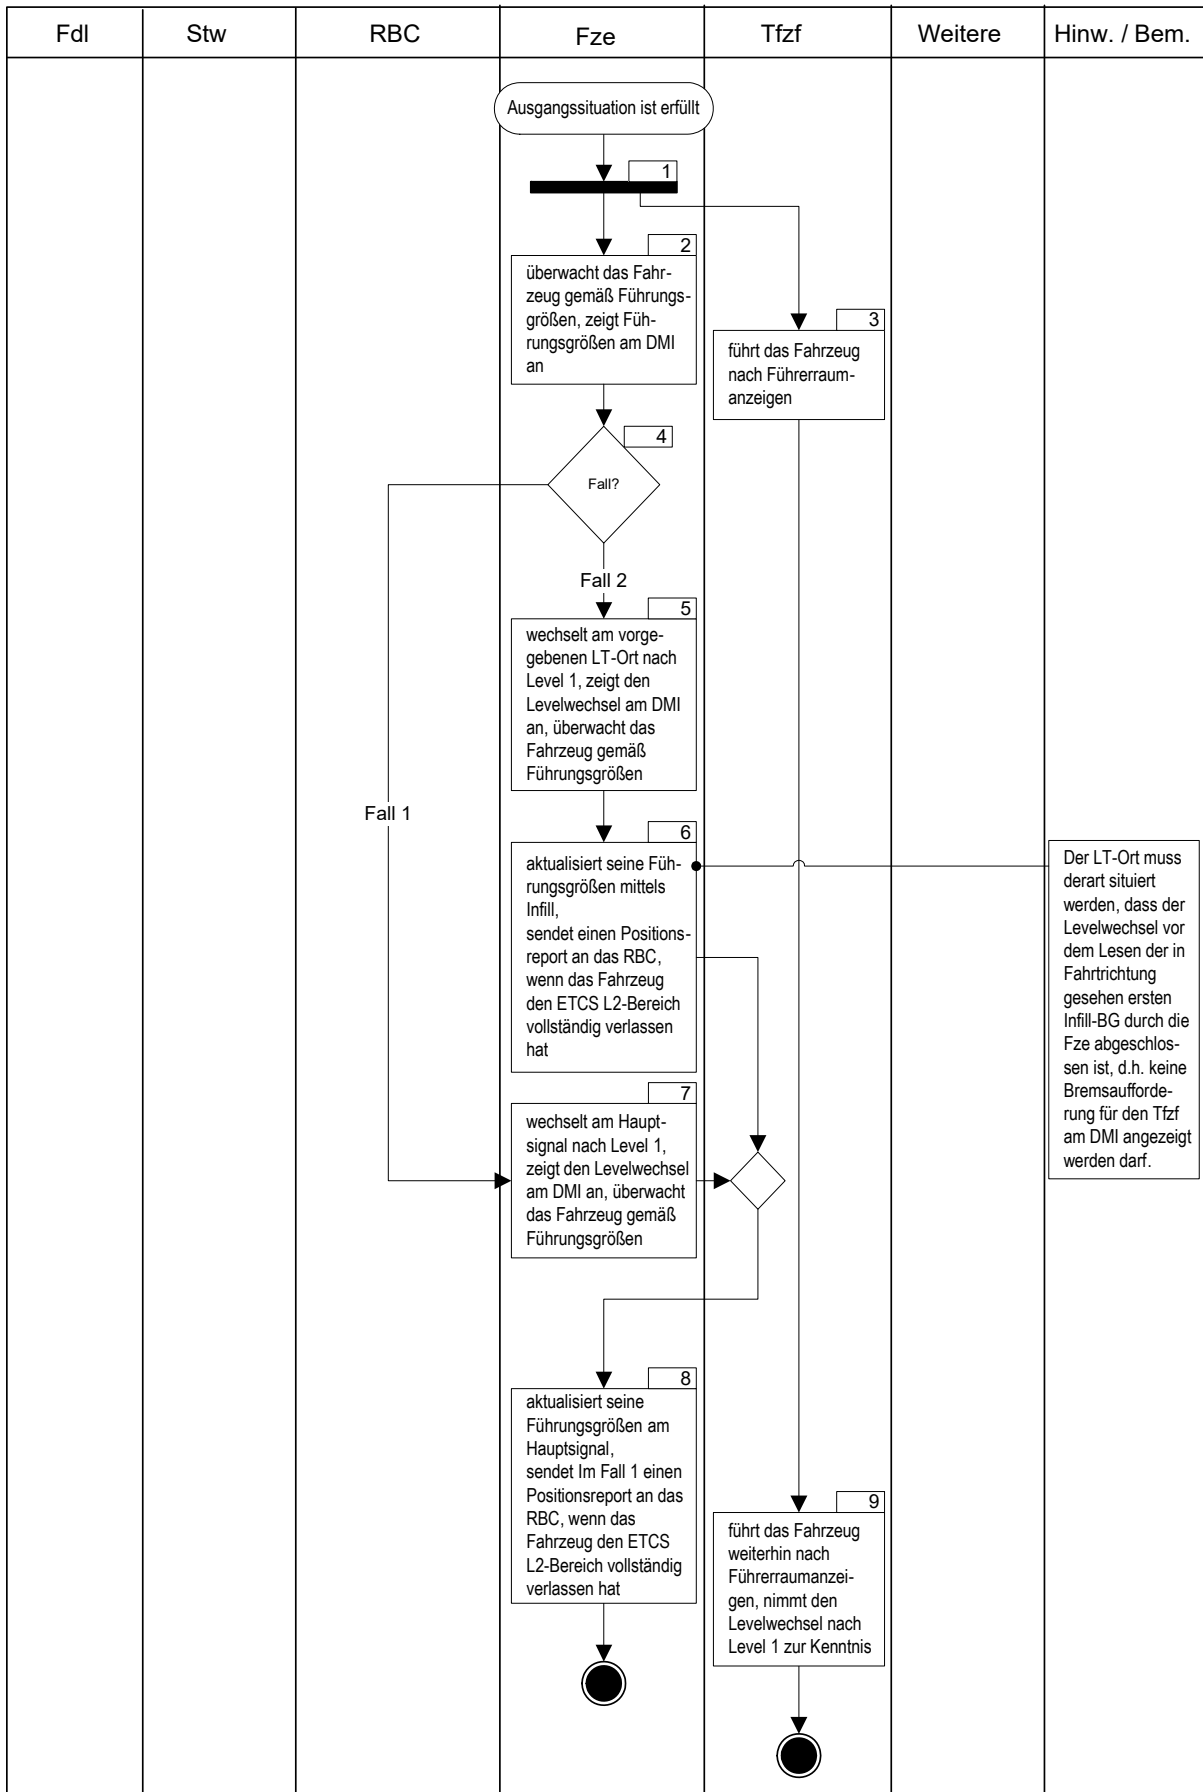 Fdl
Stw
RBC
Fze
Tfzf
Weitere
Hinw. / Bem.
Ausgangssituation ist erfüllt
1
2
überwacht das Fahr-
zeug gemäß Führungs-
größen, zeigt Füh-
rungsgrößen am DMI
an
3
führt das Fahrzeug
nach Führerraum-
anzeigen
4
Fall?
Fall 2
5
wechselt am vorge-
gebenen LT-Ort nach
Level 1, zeigt den
Levelwechsel am DMI
an, überwacht das
Fahrzeug gemäß
Führungsgrößen
Fall 1
6
aktualisiert seine Füh-
rungsgrößen mittels
Infill,
sendet einen Positions-
report an das RBC,
wenn das Fahrzeug
den ETCS L2-Bereich
vollständig verlassen
hat
Der LT-Ort muss
derart situiert
werden, dass der
Levelwechsel vor
dem Lesen der in
Fahrtrichtung
gesehen ersten
Infill-BG durch die
Fze abgeschlos-
sen ist, d.h. keine
Bremsaufforde-
rung für den Tfzf
am DMI angezeigt
werden darf.
7
wechselt am Haupt-
signal nach Level 1,
zeigt den Levelwechsel
am DMI an, überwacht
das Fahrzeug gemäß
Führungsgrößen
8
aktualisiert seine
Führungsgrößen am
Hauptsignal,
sendet Im Fall 1 einen
Positionsreport an das
RBC, wenn das
Fahrzeug den ETCS
L2-Bereich vollständig
verlassen hat
9
führt das Fahrzeug
weiterhin nach
Führerraumanzei-
gen, nimmt den
Levelwechsel nach
Level 1 zur Kenntnis